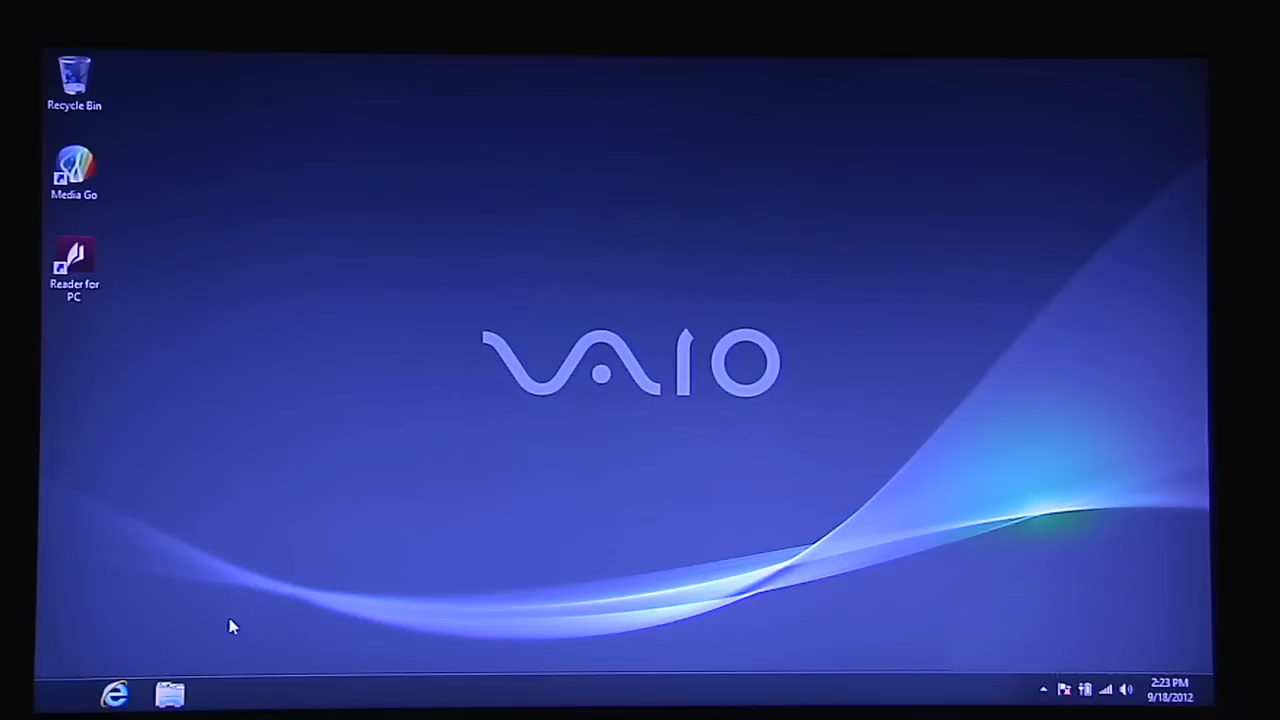 Recycle Bin
Media Go
Reader for
PC
VAIO
2:23 PM
9/18/2012